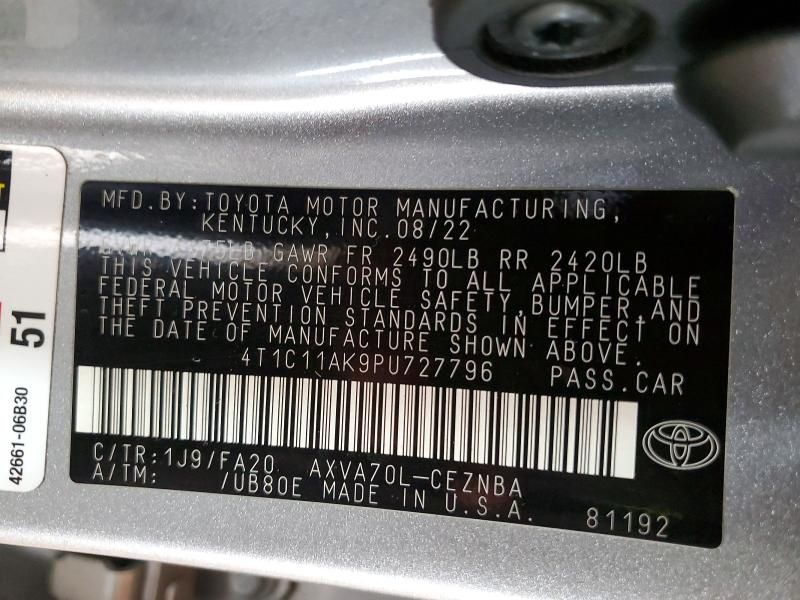 MFD.BY:TOYOTA MOTOR MANUFACTURING,
KENTUCKY,INC.08/22
GAWR FR 2490LB RR 2420LB
THIS VEHICLE CONFORMS TO ALL APPLICABLE
FEDERAL MOTOR VEHICLE SAFETY,BUMPER,AND
THEFT PREVENTION STANDARDS IN EFFECT ON
THE DATE OF MANUFACTURE SHOWN ABOVE.
4T1C11AK9PU727796 PASS.CAR
C/TR:1J9/FA20 AXVA70L-CEZNBA
A/TM: /UB80E MADE IN U.S.A. 81192
51
42661-06B30